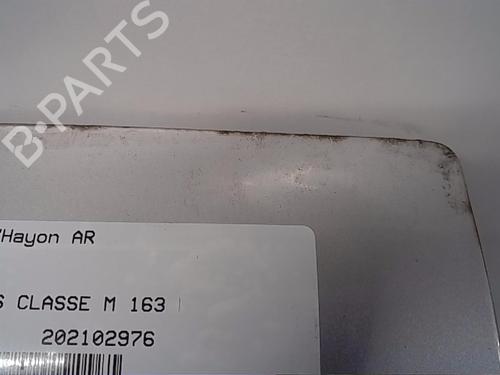 B-PARTS
/Hayon AR
S CLASSE M 163
202102976